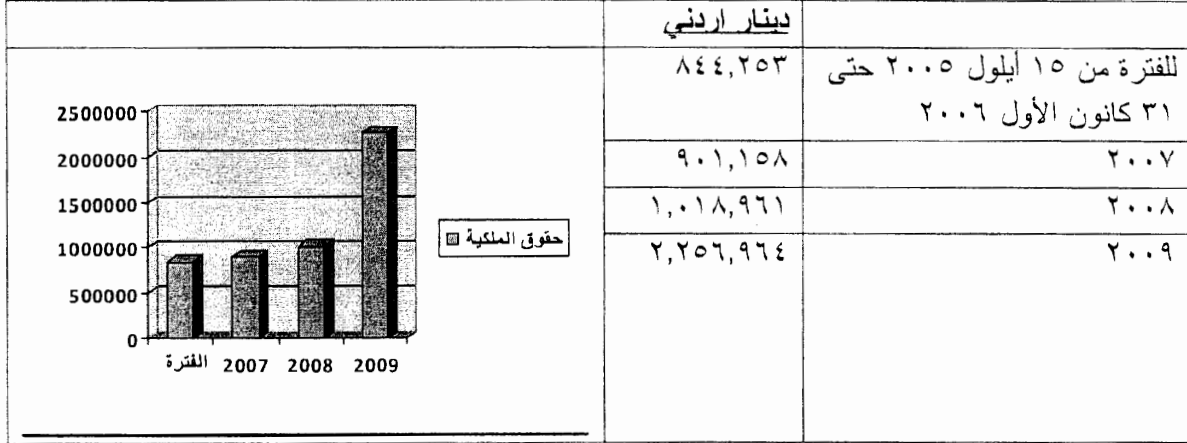 دينار اردني
للفترة من ١٥ أيلول ٢٠٠٥ حتى ٨٤٤,٢٥٣
٣١ كانون الأول ٢٠٠٦
٢٠٠٧ ٩٠١,١٥٨
٢٠٠٨ ١,٠١٨,٩٦١
٢٠٠٩ ٢,٢٥٦,٩٦٤
2500000
2000000
1500000
1000000
500000
0
الفترة 2007 2008 2009
حقوق الملكية